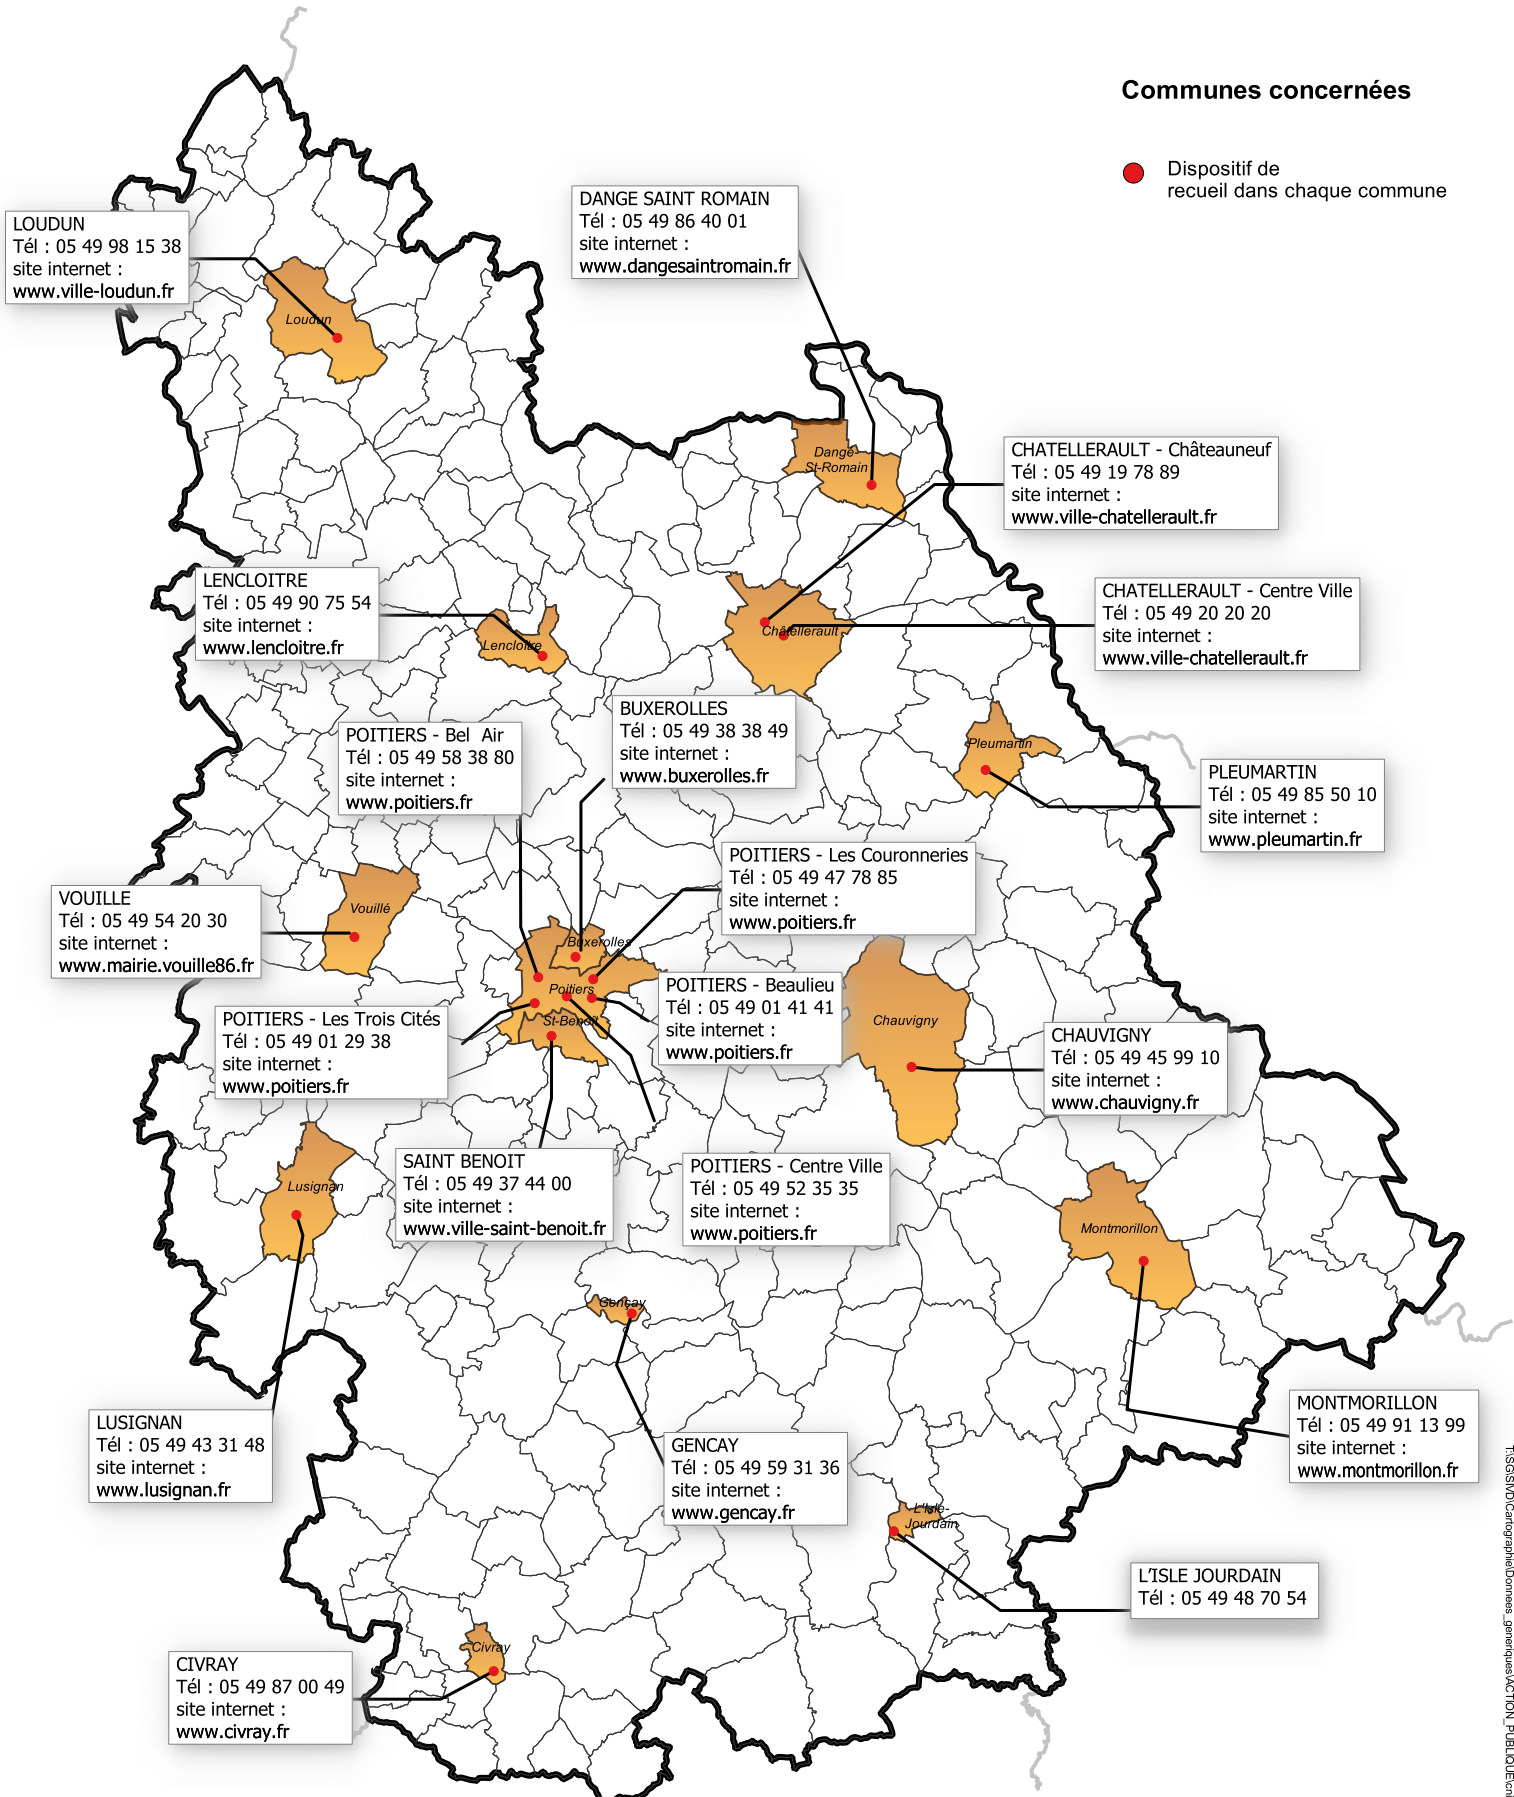 Communes concernées
Dispositif de
recueil dans chaque commune
LOUDUN
Tél : 05 49 98 15 38
site internet :
www.ville-loudun.fr
Loudun
DANGE SAINT ROMAIN
Tél : 05 49 86 40 01
site internet :
www.dangesaintromain.fr
Dangé-
St-Romain
CHATELLERAULT - Châteauneuf
Tél : 05 49 19 78 89
site internet :
www.ville-chatellerault.fr
LENCLOITRE
Tél : 05 49 90 75 54
site internet :
www.lencloitre.fr
Lencloître
Châtellerault
CHATELLERAULT - Centre Ville
Tél : 05 49 20 20 20
site internet :
www.ville-chatellerault.fr
BUXEROLLES
Tél : 05 49 38 38 49
site internet :
www.buxerolles.fr
POITIERS - Bel  Air
Tél : 05 49 58 38 80
site internet :
www.poitiers.fr
Pleumartin
PLEUMARTIN
Tél : 05 49 85 50 10
site internet :
www.pleumartin.fr
POITIERS - Les Couronneries
Tél : 05 49 47 78 85
site internet :
www.poitiers.fr
VOUILLE
Tél : 05 49 54 20 30
site internet :
www.mairie.vouille86.fr
Vouillé
Buxerolles
Poitiers
St-Benoît
POITIERS - Beaulieu
Tél : 05 49 01 41 41
site internet :
www.poitiers.fr
POITIERS - Les Trois Cités
Tél : 05 49 01 29 38
site internet :
www.poitiers.fr
Chauvigny
CHAUVIGNY
Tél : 05 49 45 99 10
site internet :
www.chauvigny.fr
SAINT BENOIT
Tél : 05 49 37 44 00
site internet :
www.ville-saint-benoit.fr
POITIERS - Centre Ville
Tél : 05 49 52 35 35
site internet :
www.poitiers.fr
Lusignan
Montmorillon
Gençay
LUSIGNAN
Tél : 05 49 43 31 48
site internet :
www.lusignan.fr
GENCAY
Tél : 05 49 59 31 36
site internet :
www.gencay.fr
MONTMORILLON
Tél : 05 49 91 13 99
site internet :
www.montmorillon.fr
L'Isle-
Jourdain
L'ISLE JOURDAIN
Tél : 05 49 48 70 54
Civray
CIVRAY
Tél : 05 49 87 00 49
site internet :
www.civray.fr
T:\SG\SIVD\Cartographie\Donnees_generiques\ACTION_PUBLIQUE\cni